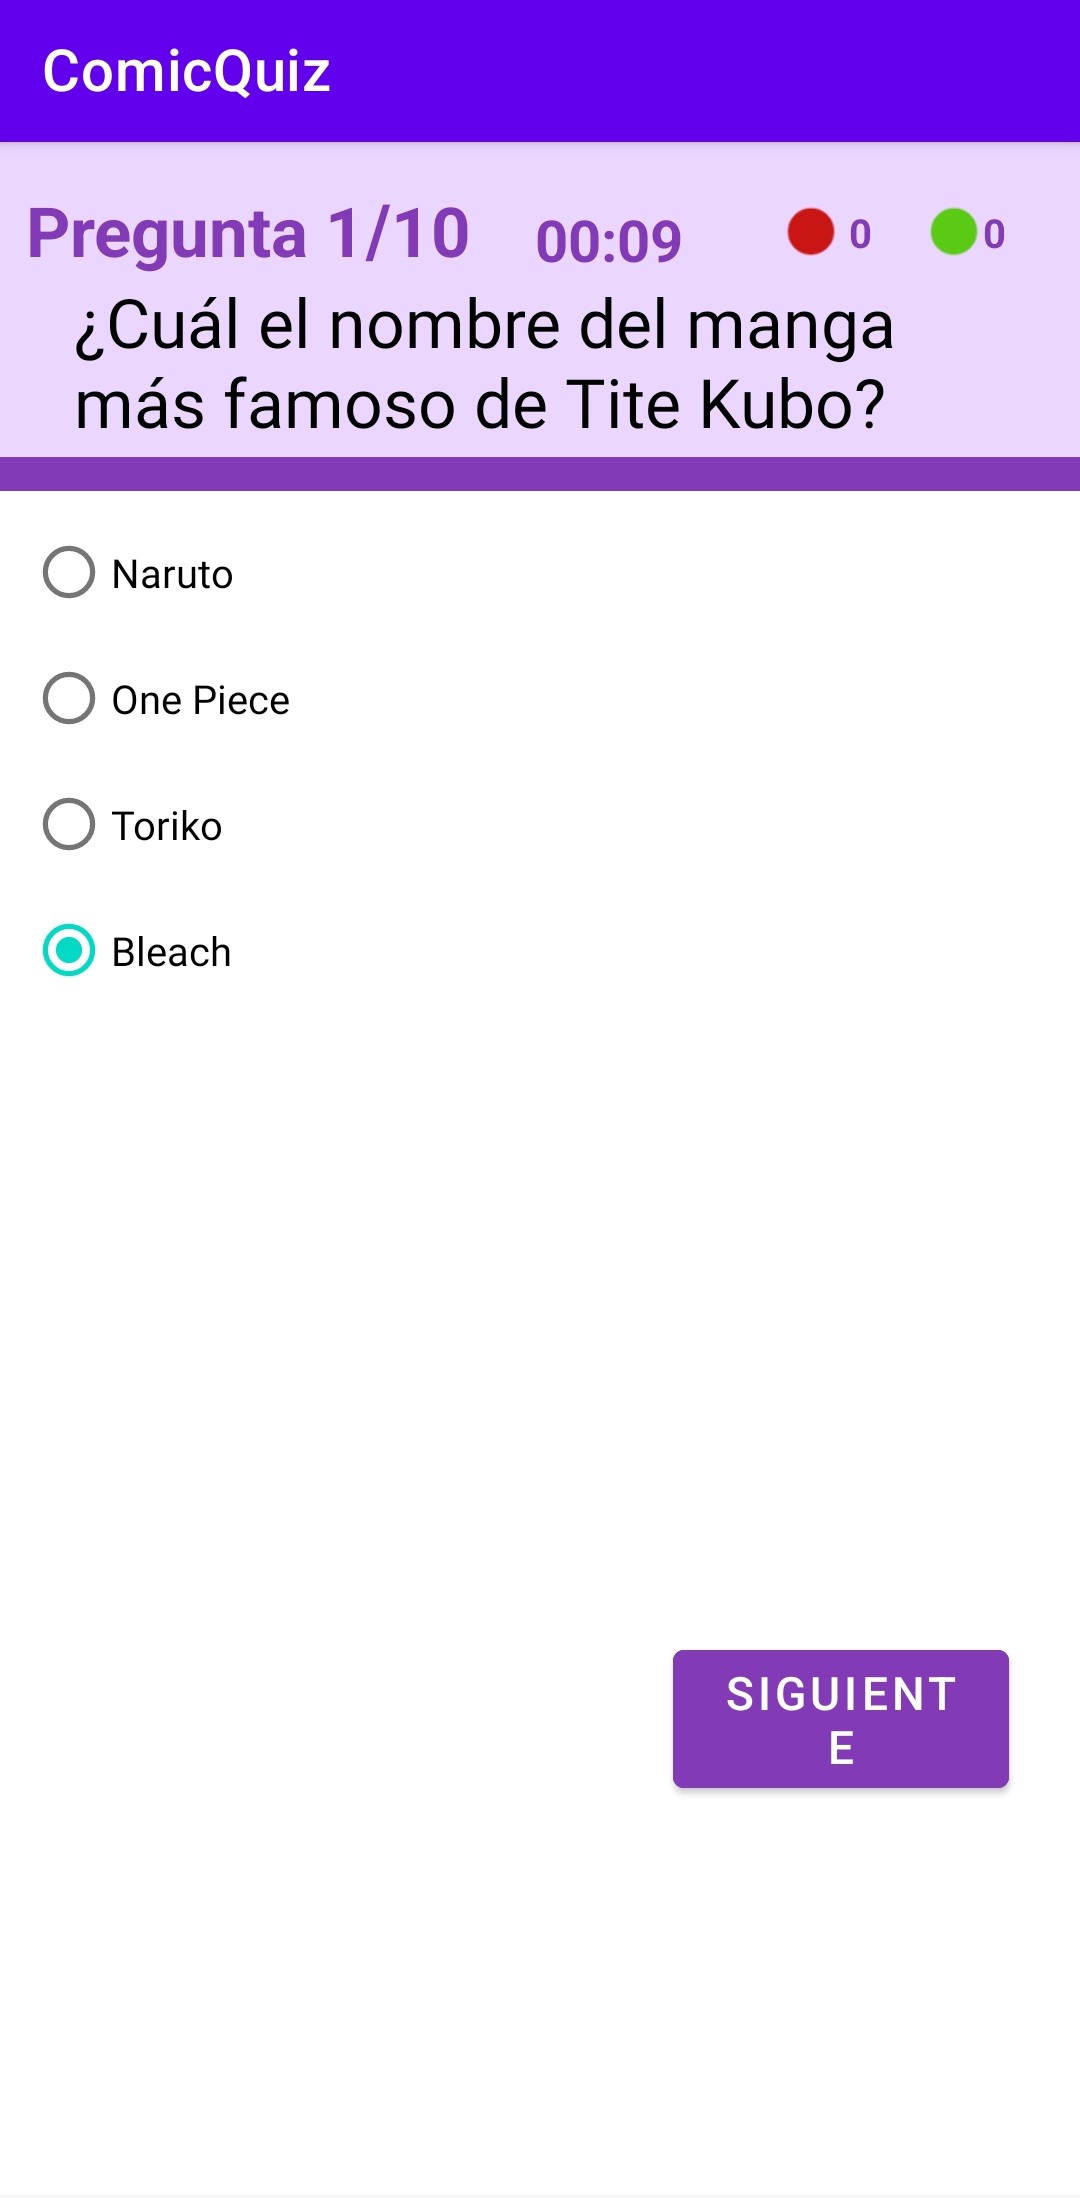 ComicQuiz
Pregunta 1/10 00:09 0 0
¿Cuál el nombre del manga
más famoso de Tite Kubo?
Naruto
One Piece
Toriko
Bleach
SIGUIENT
E